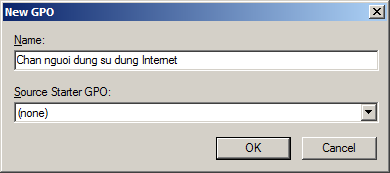 New GPO
Name:
Chan nguoi dung su dung Internet
Source Starter GPO:
(none)
OK Cancel